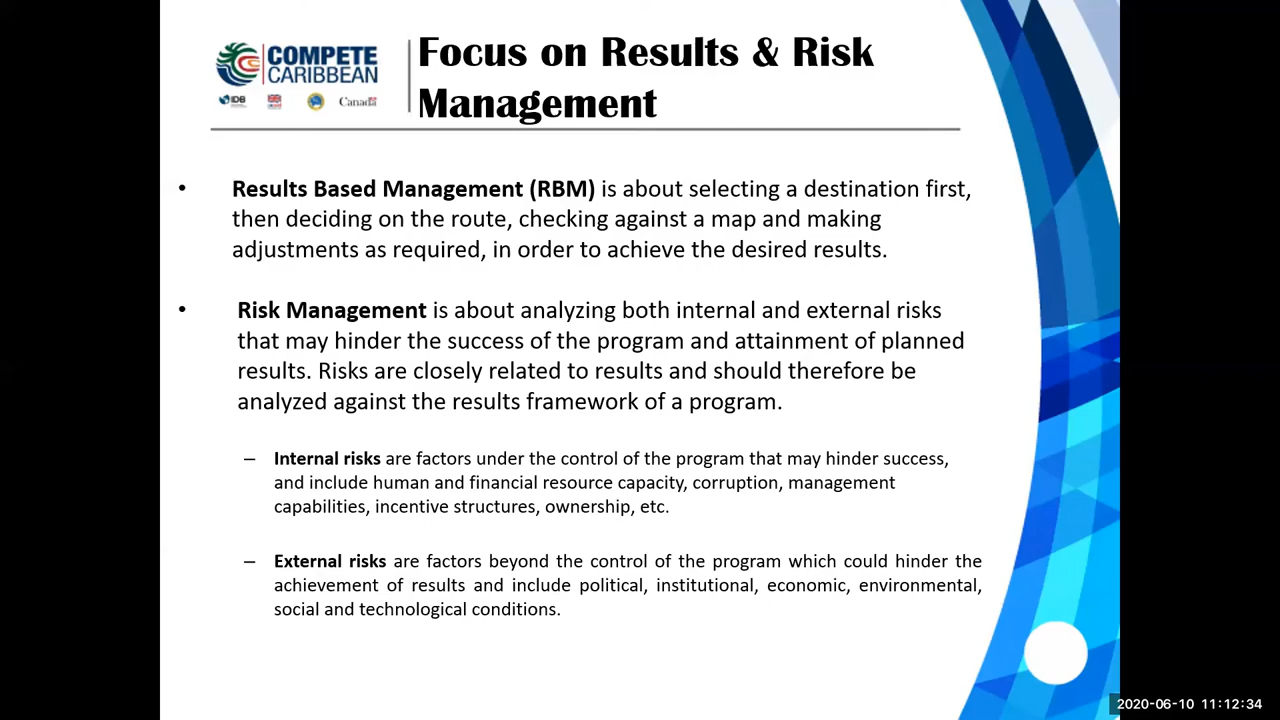 COMPETE
CARIBBEAN
IDB
Canada
Focus on Results & Risk
Management
• Results Based Management (RBM) is about selecting a destination first,
then deciding on the route, checking against a map and making
adjustments as required, in order to achieve the desired results.
• Risk Management is about analyzing both internal and external risks
that may hinder the success of the program and attainment of planned
results. Risks are closely related to results and should therefore be
analyzed against the results framework of a program.
– Internal risks are factors under the control of the program that may hinder success,
and include human and financial resource capacity, corruption, management
capabilities, incentive structures, ownership, etc.
– External risks are factors beyond the control of the program which could hinder the
achievement of results and include political, institutional, economic, environmental,
social and technological conditions.
2020-06-10 11:12:34